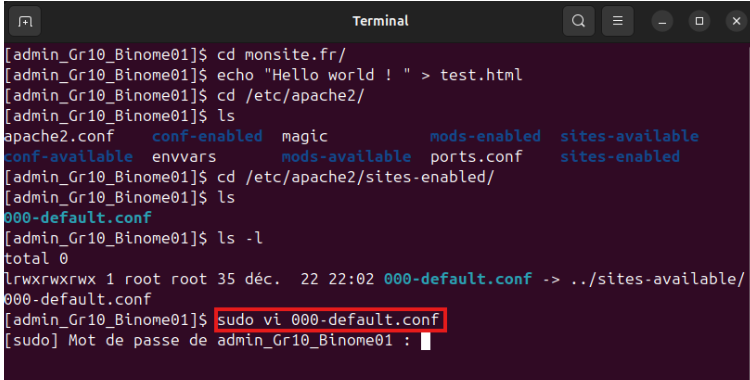 Terminal
[admin_Gr10_Binome01]$ cd monsite.fr/
[admin_Gr10_Binome01]$ echo "Hello world ! " > test.html
[admin_Gr10_Binome01]$ cd /etc/apache2/
[admin_Gr10_Binome01]$ ls
apache2.conf conf-enabled magic mods-enabled sites-available
conf-available envvars mods-available ports.conf sites-enabled
[admin_Gr10_Binome01]$ cd /etc/apache2/sites-enabled/
[admin_Gr10_Binome01]$ ls
000-default.conf
[admin_Gr10_Binome01]$ ls -l
total 0
lrwxrwxrwx 1 root root 35 déc. 22 22:02 000-default.conf -> ../sites-available/
000-default.conf
[admin_Gr10_Binome01]$ sudo vi 000-default.conf
[sudo] Mot de passe de admin_Gr10_Binome01 :